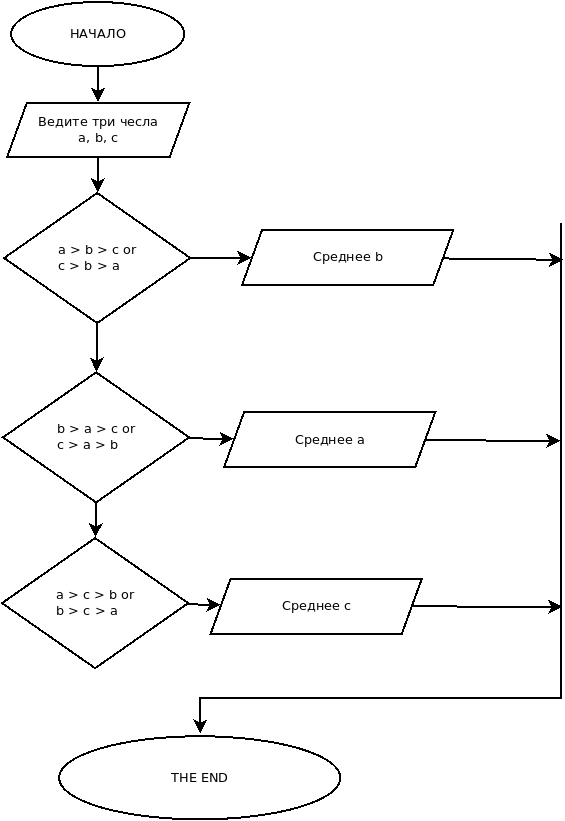 НАЧАЛО
Ведите три чесла
a, b, c
a > b > c or
c > b > a
Среднее b
b > a > c or
c > a > b
Среднее a
a > c > b or
b > c > a
Среднее c
THE END